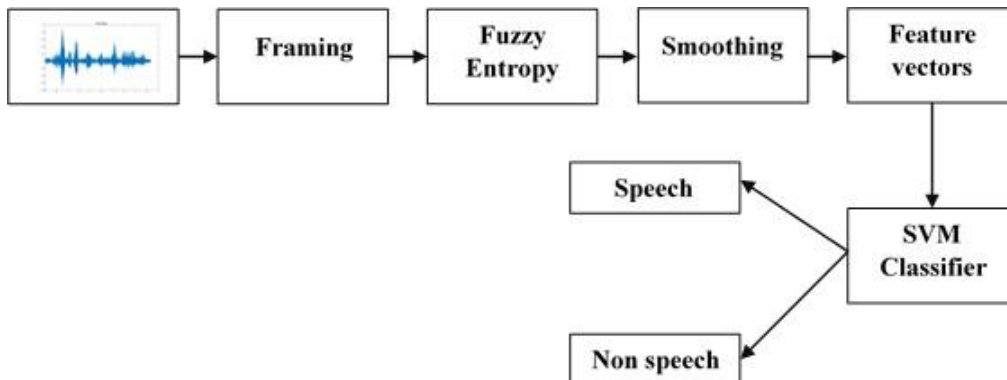 Framing
Fuzzy
Entropy
Smoothing
Feature
vectors
Speech
SVM
Classifier
Non speech